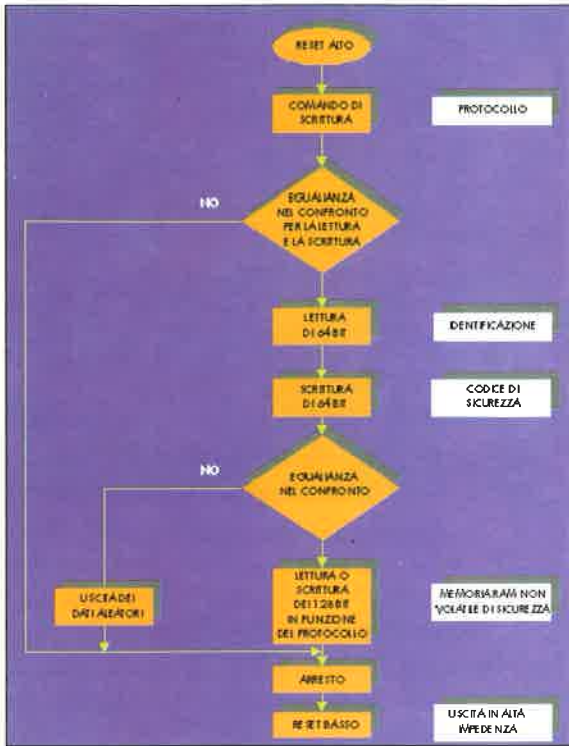 RESET ALTO
COMANDO DI
SCRITTURA
PROTOCOLLO
NO
EGUALIANZA
NEL CONFRONTO
PER LA LETTURA
E LA SCRITTURA
LETTURA
DI 64 BIT
IDENTIFICAZIONE
SCRITTURA
DI 64 BIT
CODICE DI
SICUREZZA
NO
EGUALIANZA
NEL CONFRONTO
USCITA DEI
DATI ALEATORI
LETTURA O
SCRITTURA
DEI 128 BIT
IN FUNZIONE
DEL PROTOCOLLO
MEMORIA RAM NON
VOLATILE DI SICUREZZA
ARRESTO
RESET BASSO
USCITA IN ALTA
IMPEDENZA